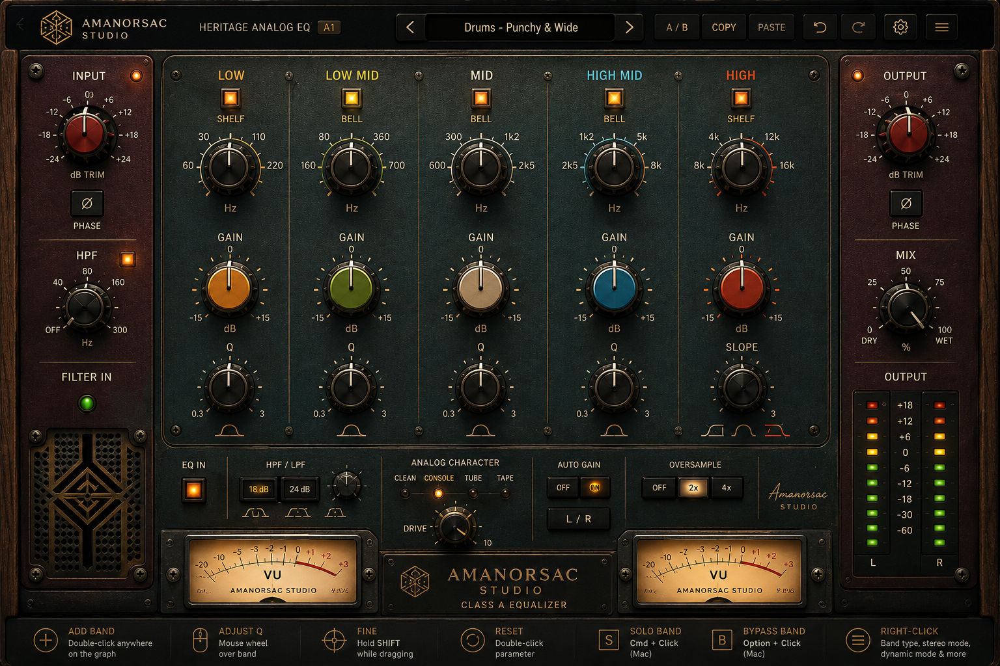 AMANORSAC
STUDIO
HERITAGE ANALOG EQ A1
Drums - Punchy & Wide
A / B
COPY
PASTE
INPUT
-6 +6
-12 +12
-18 +18
-24 +24
dB TRIM
Ø
PHASE
HPF
80
40 160
OFF 300
Hz
FILTER IN
LOW
SHELF
30 110
60 220
Hz
GAIN
0
-15 +15
dB
Q
0.3 3
LOW MID
BELL
80 360
160 700
Hz
GAIN
0
-15 +15
dB
Q
0.3 3
MID
BELL
300 1k2
600 2k5
Hz
GAIN
0
-15 +15
dB
Q
0.3 3
HIGH MID
BELL
1k2 5k
2k5 8k
Hz
GAIN
0
-15 +15
dB
Q
0.3 3
HIGH
SHELF
4k 12k
8k 16k
Hz
GAIN
0
-15 +15
dB
SLOPE
3
OUTPUT
0
-6 +6
-12 +12
-18 +18
-24 +24
dB TRIM
Ø
PHASE
MIX
50
25 75
0 100
DRY WET
%
OUTPUT
+18
+12
+6
0
-6
-12
-18
-30
-60
L R
EQ IN
HPF / LPF
18 dB 24 dB
ANALOG CHARACTER
CLEAN CONSOLE TUBE TAPE
DRIVE
10
AUTO GAIN
OFF ON
L / R
OVERSAMPLE
OFF 2x 4x
Amanorsac
STUDIO
-20 -10 -5 -3 -2 -1 0 +1 +2 +3
VU
AMANORSAC STUDIO
AMANORSAC
STUDIO
CLASS A EQUALIZER
-20 -10 -7 -3 -2 -1 0 +1 +2 +3
VU
AMANORSAC STUDIO
ADD BAND
Double-click anywhere
on the graph
ADJUST Q
Mouse wheel
over band
FINE
Hold SHIFT
while dragging
RESET
Double-click
parameter
S
SOLO BAND
Cmd + Click
(Mac)
B
BYPASS BAND
Option + Click
(Mac)
RIGHT-CLICK
Band type, stereo mode,
dynamic mode & more